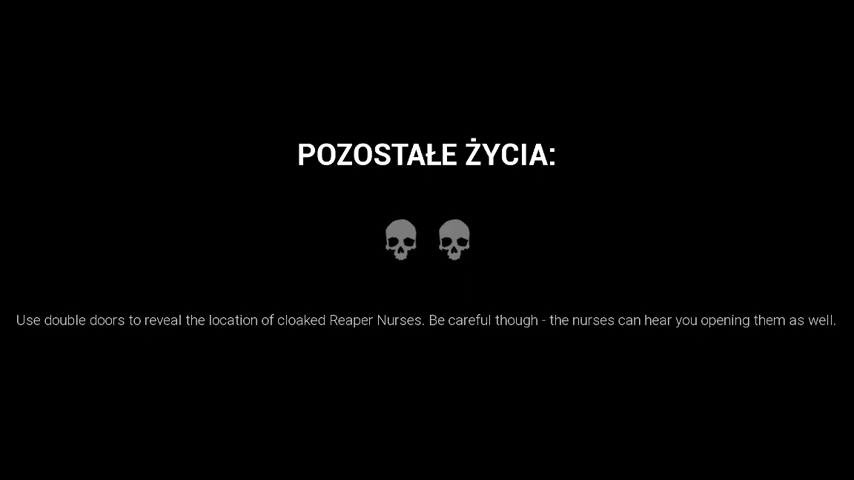 POZOSTAŁE ŻYCIA:
Use double doors to reveal the location of cloaked Reaper Nurses. Be careful though - the nurses can hear you opening them as well.